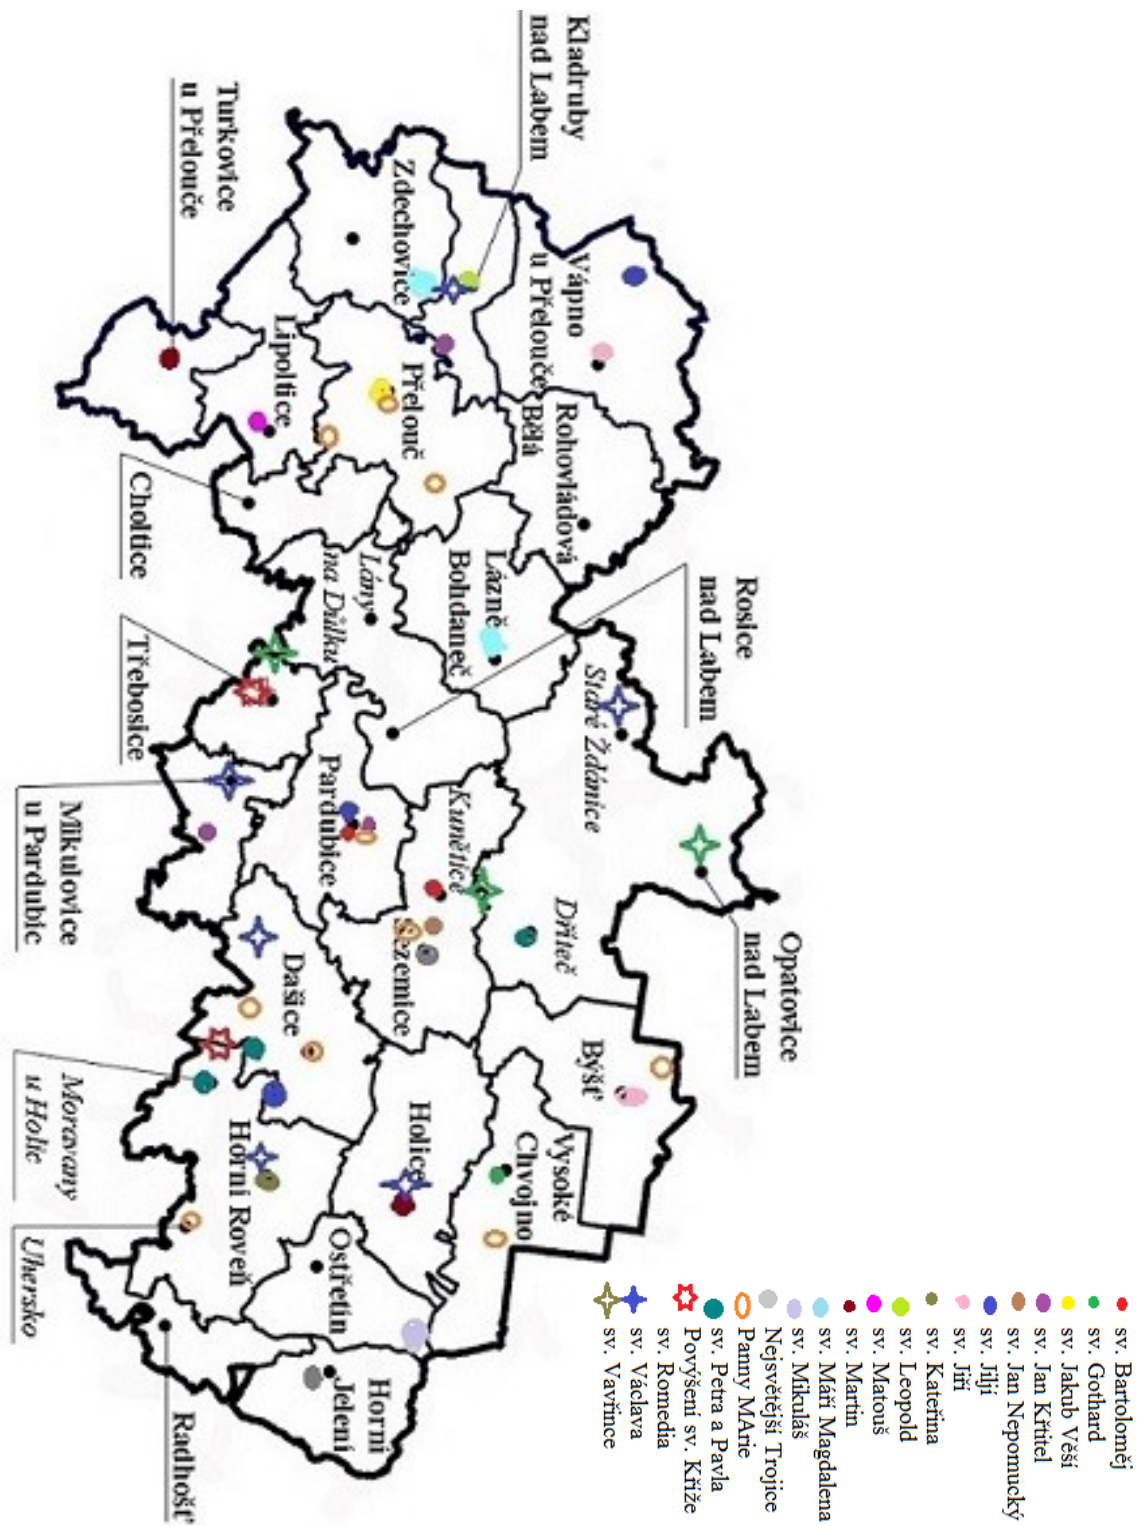 Kladruby
nad Labem
Turkovice
u Přelouče
Zdechovice
Vápno
u Přelouče
Lipoltice
Přelouč
Rohovládová
Bělá
Choltice
Lázně
Bohdaneč
Lány
na Důlku
Rosice
nad Labem
Třebosice
Staré Ždánice
Mikulovice
u Pardubic
Pardubice
Kunětice
Sezemice
Dříteč
Opatovice
nad Labem
Dašice
Býšť
Moravany
u Holic
Holice
Vysoké
Chvojno
Horní Roveň
Uhersko
Ostřetín
Horní
Jelení
Radhošť
sv. Bartoloměj
sv. Gothard
sv. Jakub Věší
sv. Jan Křtitel
sv. Jan Nepomucký
sv. Jiljí
sv. Jiří
sv. Kateřina
sv. Leopold
sv. Matouš
sv. Martin
sv. Máří Magdalena
sv. Mikuláš
Nejsvětější Trojice
Panny MArie
sv. Petra a Pavla
Povýšení sv. Kříže
sv. Romedia
sv. Václava
sv. Vavřince